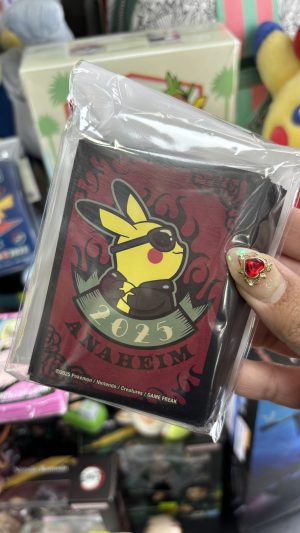 2025
ANAHEIM
©2025 Pokémon / Nintendo / Creatures / GAME FREAK